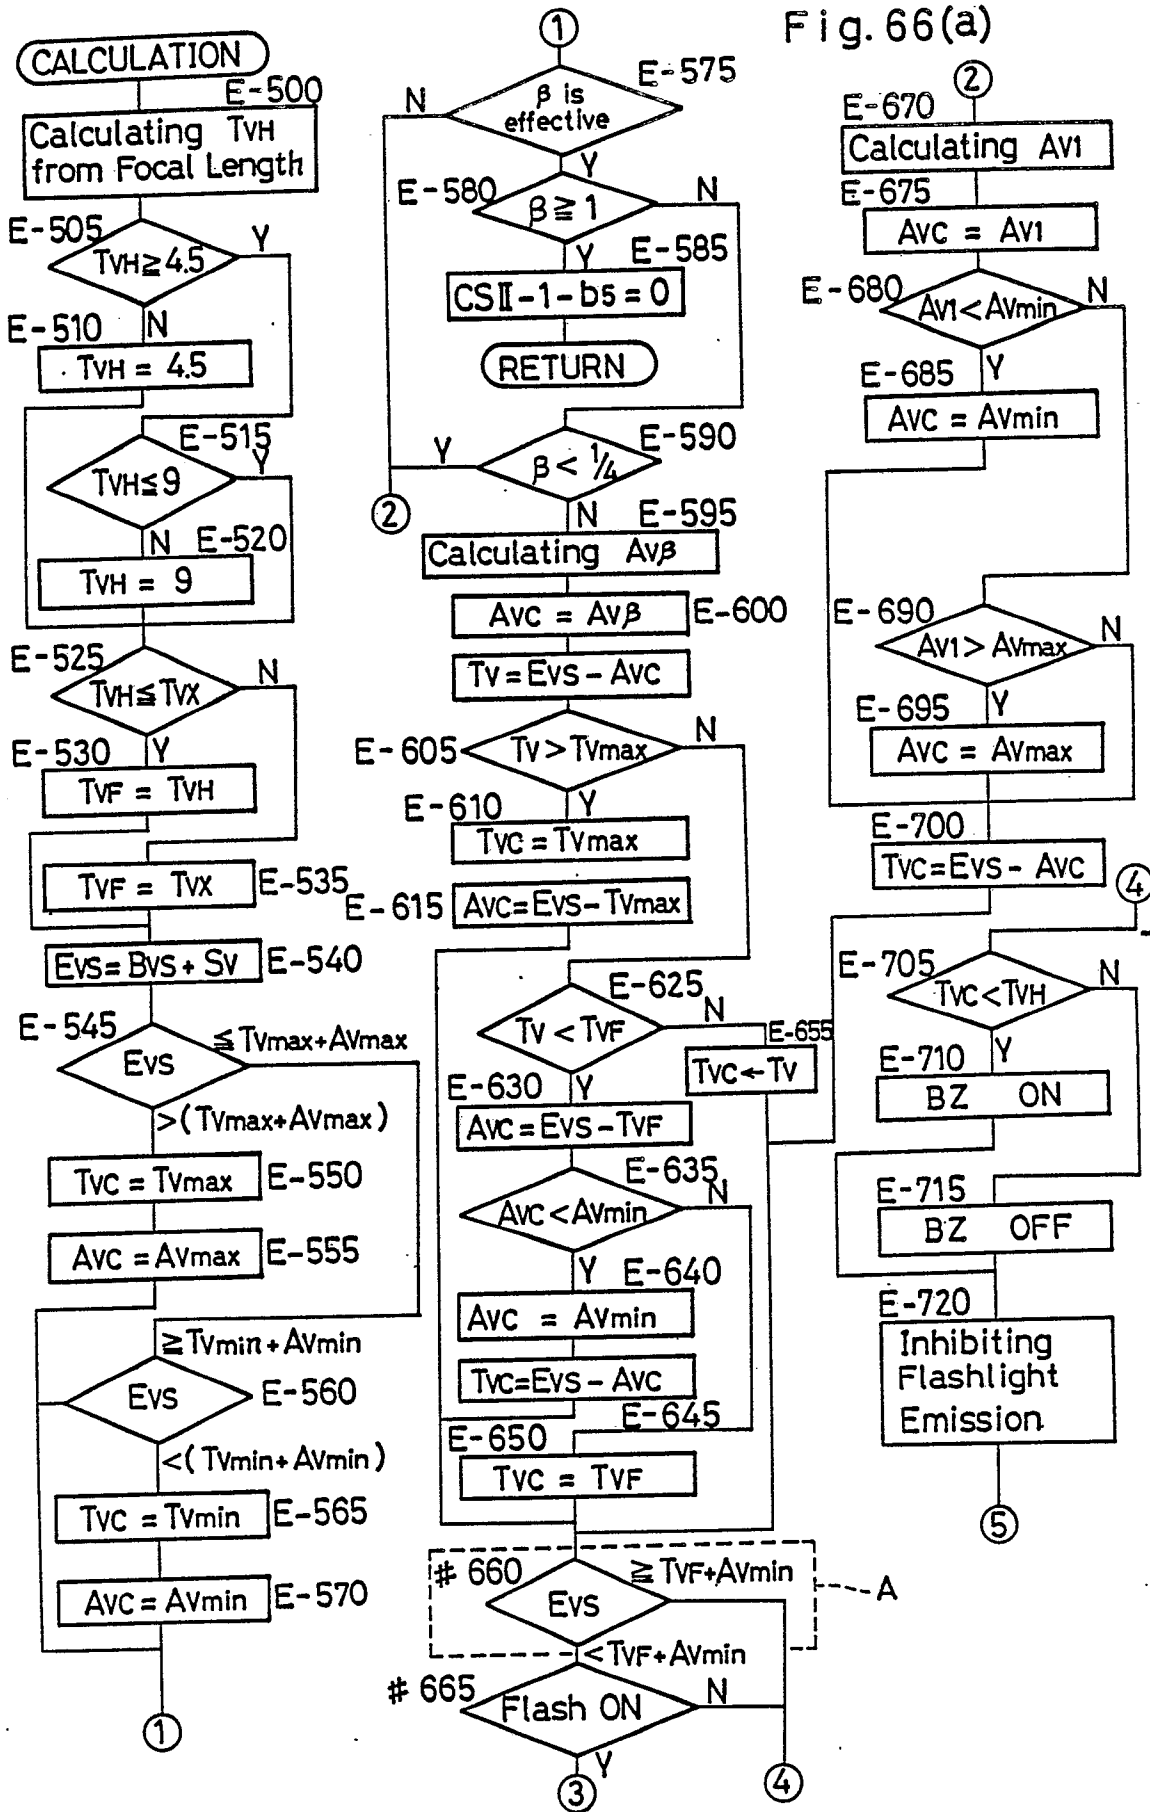 Fig. 66(a)
CALCULATION
E-500
Calculating TVH
from Focal Length
E-505
TVH≧4.5
Y
N
E-510
TVH = 4.5
E-515
TVH≦9
Y
N
E-520
TVH = 9
E-525
TVH≦TVX
N
Y
E-530
TVF = TVH
TVF = TVX
E-535
EVS=BVS+SV
E-540
E-545
EVS
≦TVmax+AVmax
>(TVmax+AVmax)
TVC=TVmax
E-550
AVC=AVmax
E-555
≧TVmin+AVmin
EVS
E-560
<(TVmin+AVmin)
TVC=TVmin
E-565
AVC=AVmin
E-570
1
1
E-575
β is
effective
N
Y
E-580
β≧1
N
Y
E-585
CSII-1-b5=0
RETURN
E-590
β<1/4
Y
N
2
E-595
Calculating AVβ
AVC = AVβ
E-600
TV=EVS-AVC
E-605
TV>TVmax
N
Y
E-610
TVC=TVmax
E-615
AVC=EVS-TVmax
E-625
TV<TVF
N
Y
E-655
TVC←TV
E-630
AVC=EVS-TVF
E-635
AVC<AVmin
N
Y
E-640
AVC = AVmin
TVC=EVS-AVC
E-645
E-650
TVC = TVF
# 660
EVS
≧TVF+AVmin
A
<TVF+AVmin
# 665
Flash ON
N
Y
3
4
2
E-670
Calculating AV1
E-675
AVC = AV1
E-680
AV1<AVmin
N
Y
E-685
AVC = AVmin
E-690
AV1>AVmax
N
Y
E-695
AVC = AVmax
E-700
TVC=EVS-AVC
4
E-705
TVC<TVH
N
Y
E-710
BZ ON
E-715
BZ OFF
E-720
Inhibiting
Flashlight
Emission
5